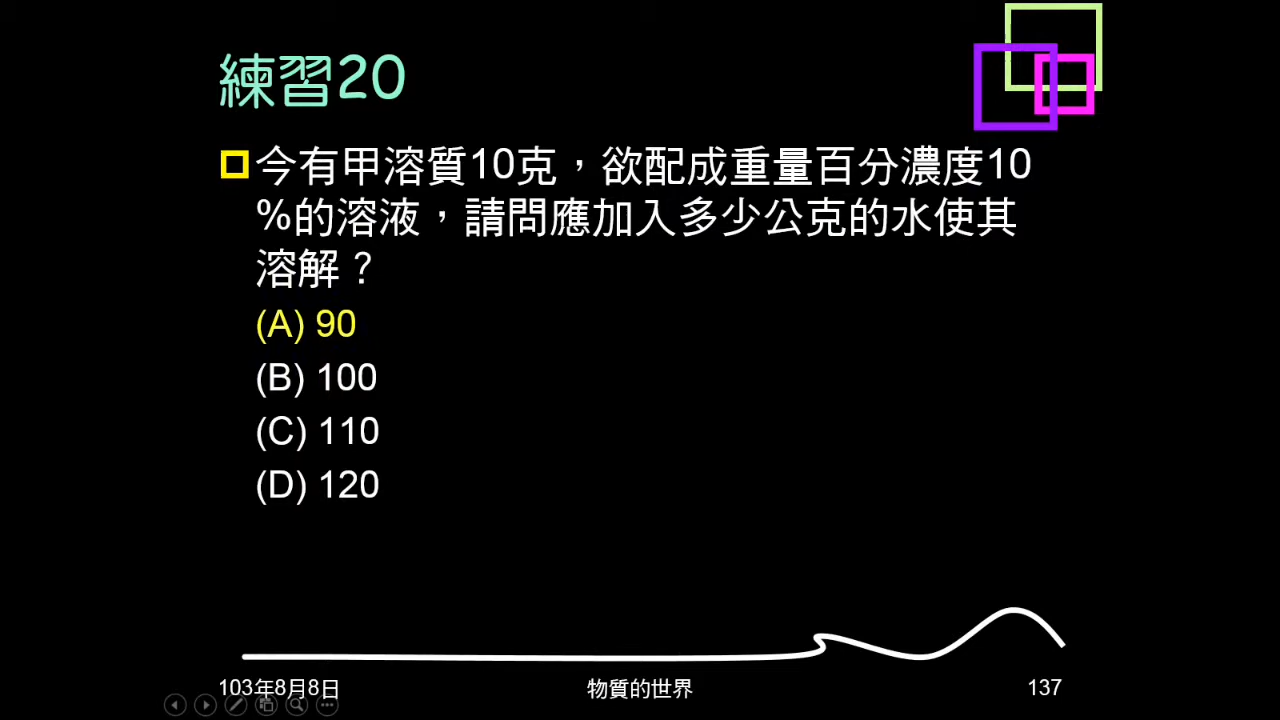 練習20
今有甲溶質10克，欲配成重量百分濃度10
%的溶液，請問應加入多少公克的水使其
溶解？
(A) 90
(B) 100
(C) 110
(D) 120
103年8月8日
物質的世界
137